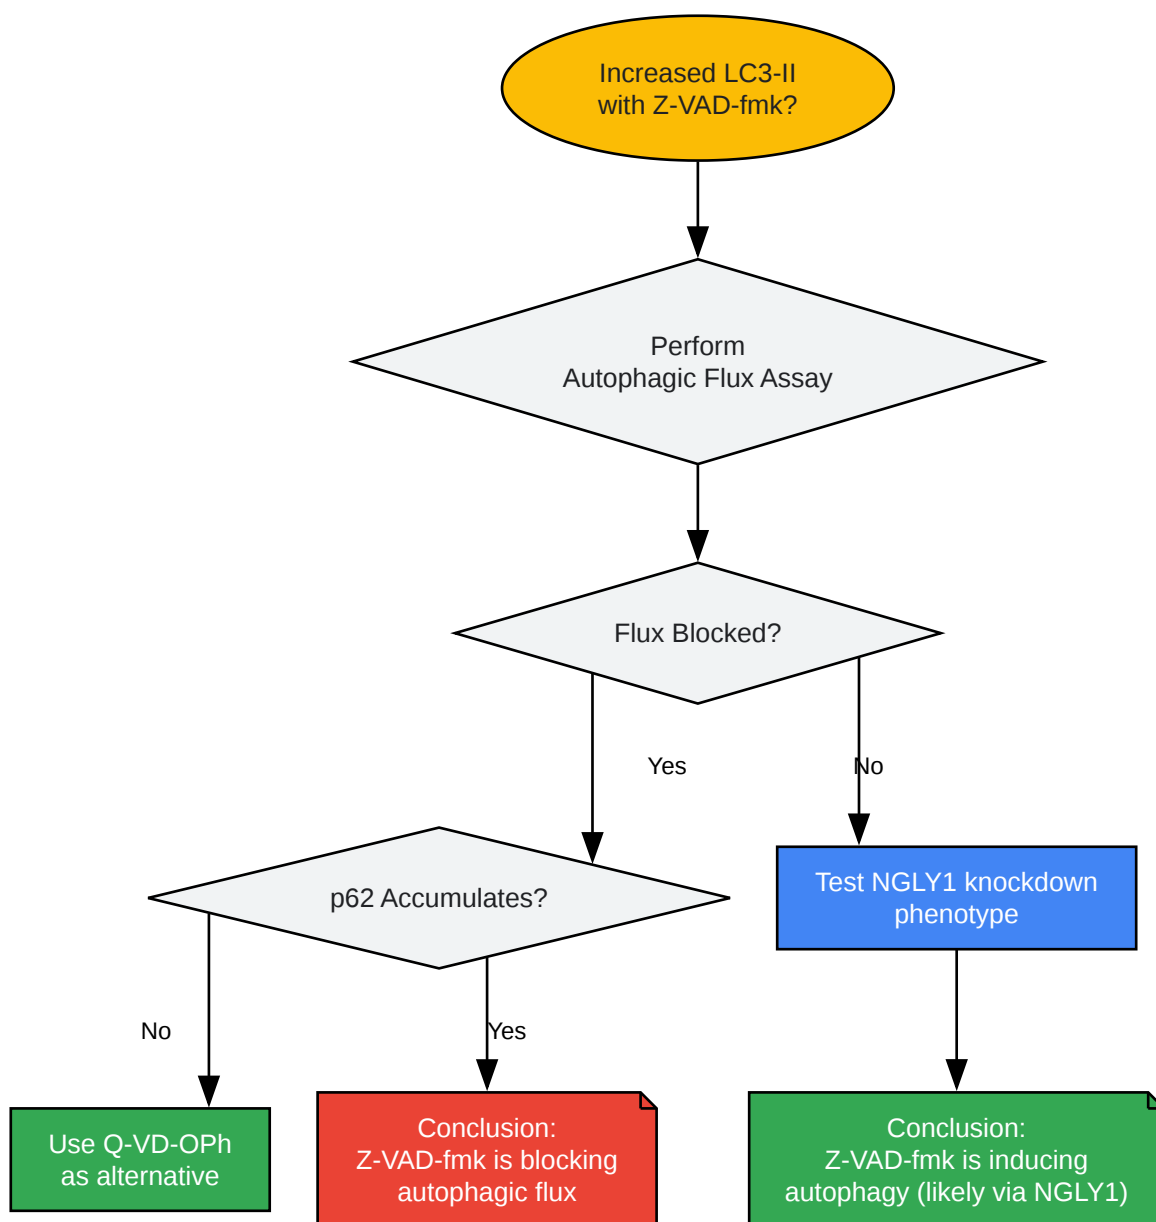 Increased LC3-II
with Z-VAD-fmk?
Perform
Autophagic Flux Assay
Flux Blocked?
Yes
No
p62 Accumulates?
Test NGLY1 knockdown
phenotype
No
Yes
Use Q-VD-OPh
as alternative
Conclusion:
Z-VAD-fmk is blocking
autophagic flux
Conclusion:
Z-VAD-fmk is inducing
autophagy (likely via NGLY1)